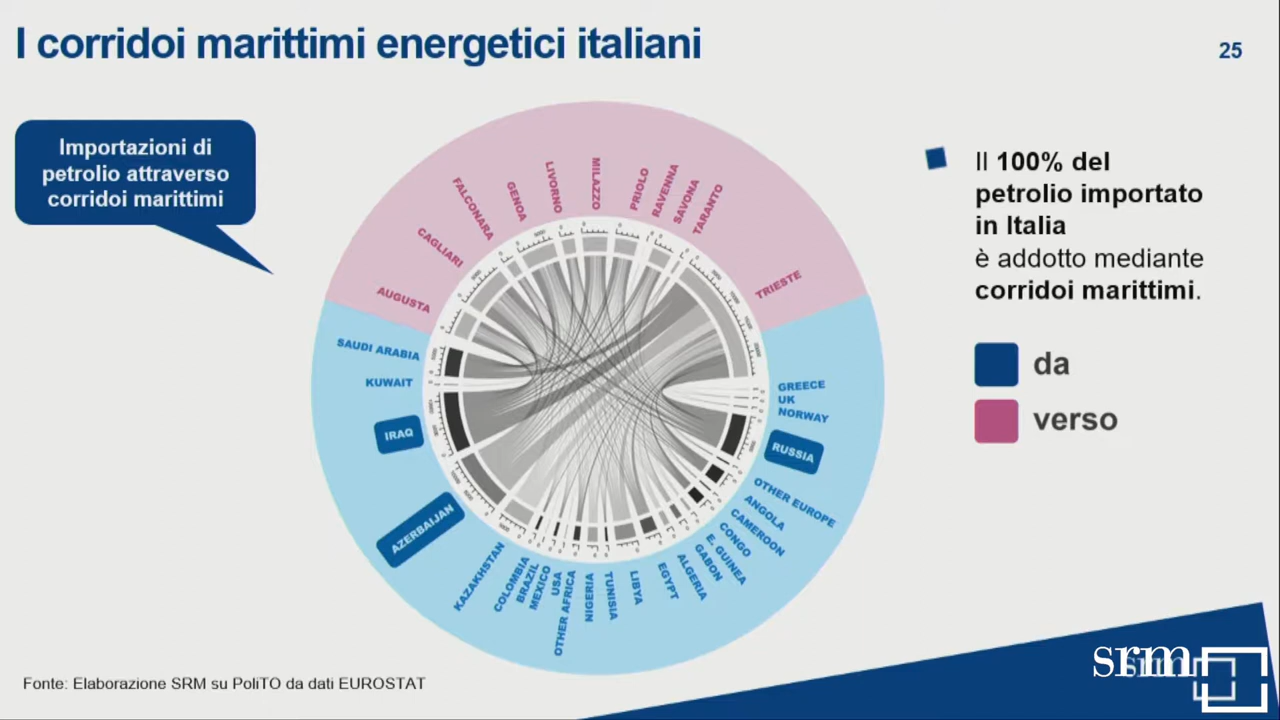 I corridoi marittimi energetici italiani
25
Importazioni di
petrolio attraverso
corridoi marittimi
Il 100% del
petrolio importato
in Italia
è addotto mediante
corridoi marittimi.
da
verso
AUGUSTA
CAGLIARI
FALCONARA
GENOA
LIVORNO
MILAZZO
PRIOLO
RAVENNA
SAVONA
TARANTO
TRIESTE
GREECE
UK
NORWAY
RUSSIA
OTHER EUROPE
ANGOLA
CAMEROON
CONGO
E. GUINEA
GABON
ALGERIA
EGYPT
LIBYA
TUNISIA
NIGERIA
OTHER AFRICA
USA
MEXICO
BRAZIL
COLOMBIA
KAZAKHSTAN
AZERBAIJAN
IRAQ
KUWAIT
SAUDI ARABIA
Fonte: Elaborazione SRM su PoliTO da dati EUROSTAT
srm